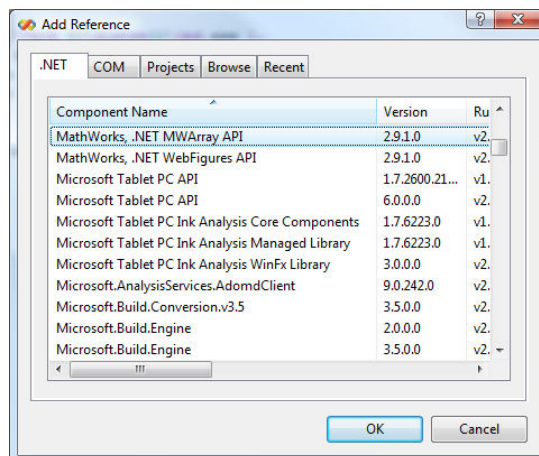 Add Reference
.NET COM Projects Browse Recent
Component Name Version Ru
MathWorks, .NET MWArray API 2.9.1.0 v2.
MathWorks, .NET WebFigures API 2.9.1.0 v2.
Microsoft Tablet PC API 1.7.2600.21... v1.
Microsoft Tablet PC API 6.0.0.0 v2.
Microsoft Tablet PC Ink Analysis Core Components 1.7.6223.0 v1.
Microsoft Tablet PC Ink Analysis Managed Library 1.7.6223.0 v1.
Microsoft Tablet PC Ink Analysis WinFx Library 3.0.0.0 v2.
Microsoft.AnalysisServices.AdomdClient 9.0.242.0 v2.
Microsoft.Build.Conversion.v3.5 3.5.0.0 v2.
Microsoft.Build.Engine 2.0.0.0 v2.
Microsoft.Build.Engine 3.5.0.0 v2.
OK Cancel